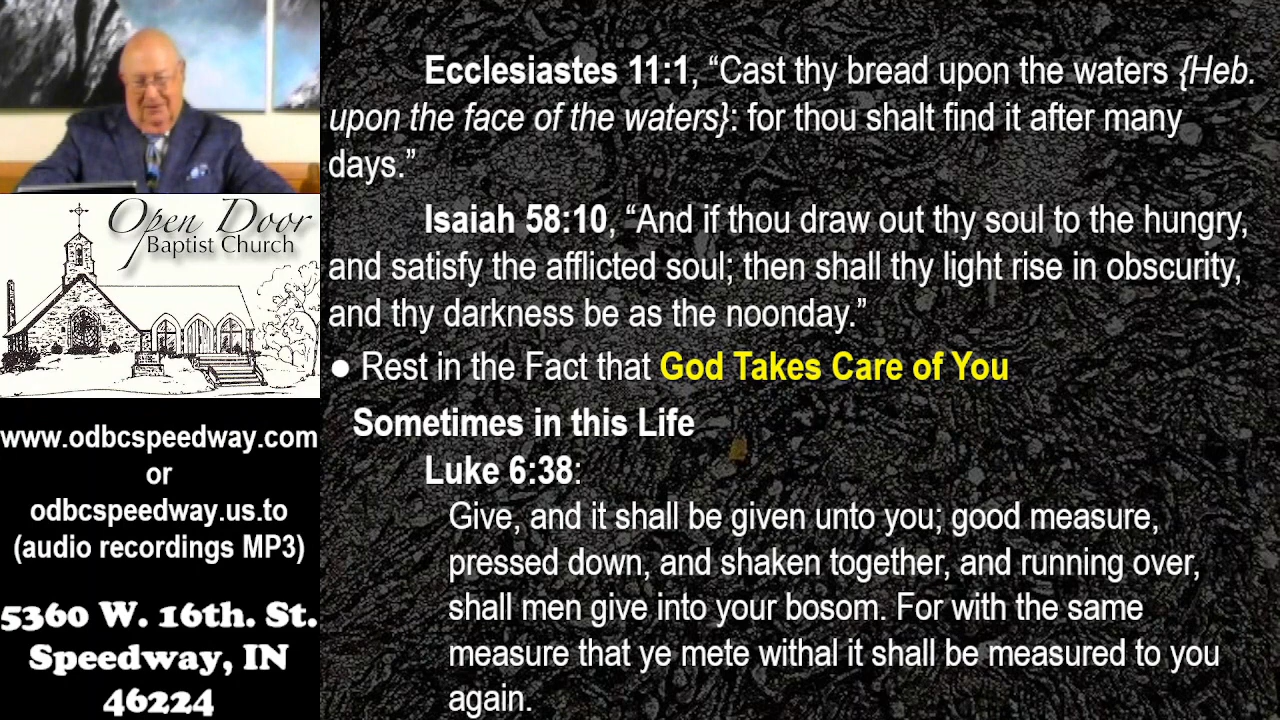 Open Door
Baptist Church
www.odbcspeedway.com
or
odbcspeedway.us.to
(audio recordings MP3)
5360 W. 16th. St.
Speedway, IN
46224
Ecclesiastes 11:1, “Cast thy bread upon the waters {Heb.
upon the face of the waters}: for thou shalt find it after many
days.”
Isaiah 58:10, “And if thou draw out thy soul to the hungry,
and satisfy the afflicted soul; then shall thy light rise in obscurity,
and thy darkness be as the noonday.”
● Rest in the Fact that God Takes Care of You
Sometimes in this Life
Luke 6:38:
Give, and it shall be given unto you; good measure,
pressed down, and shaken together, and running over,
shall men give into your bosom. For with the same
measure that ye mete withal it shall be measured to you
again.